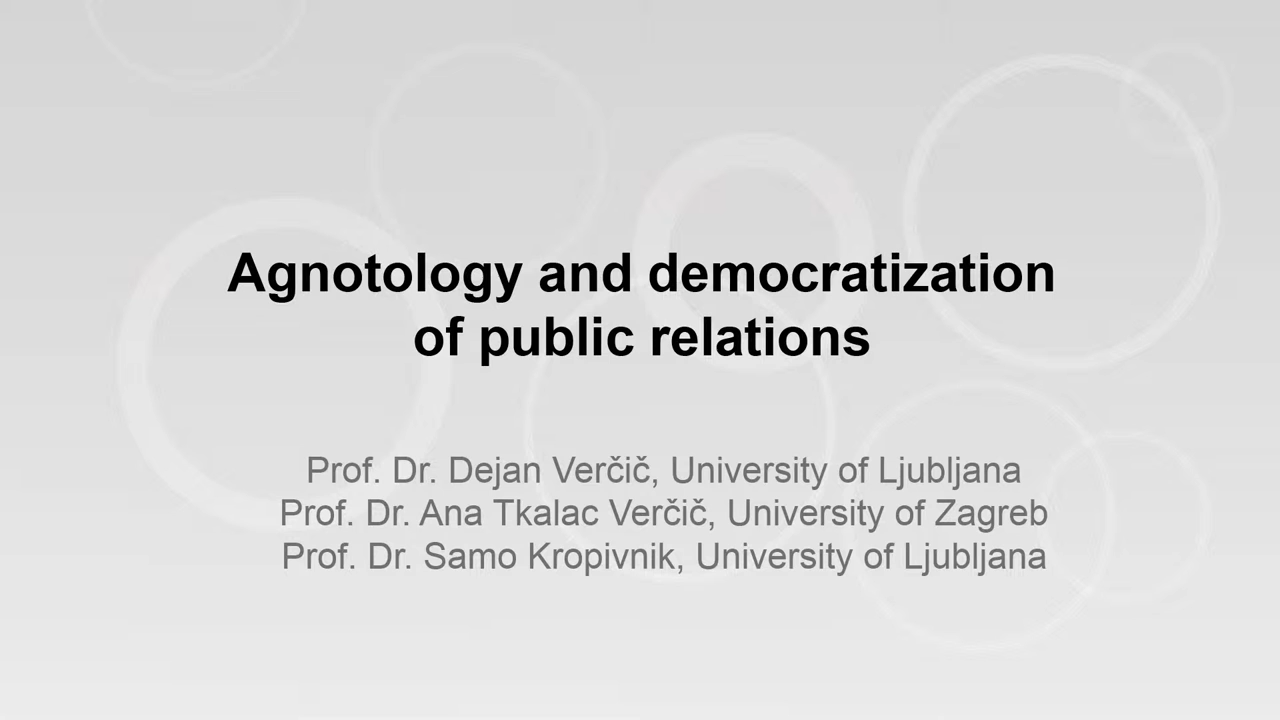 Agnotology and democratization
of public relations
Prof. Dr. Dejan Verčič, University of Ljubljana
Prof. Dr. Ana Tkalac Verčič, University of Zagreb
Prof. Dr. Samo Kropivnik, University of Ljubljana